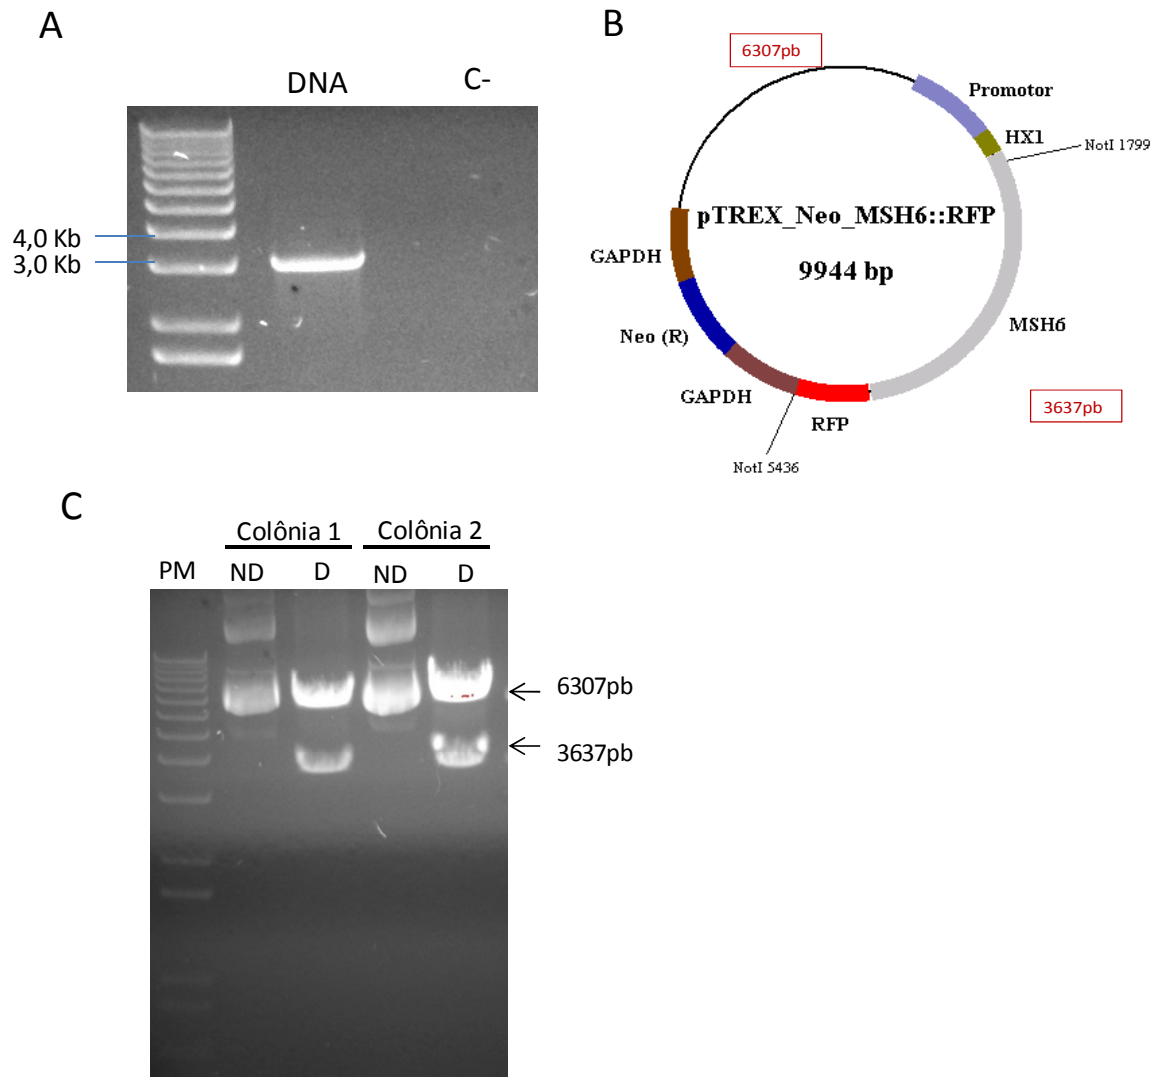 A
DNA
C-
4,0 Kb
3,0 Kb
B
6307pb
Promotor
HX1
NotI 1799
pTREX_Neo_MSH6::RFP
9944 bp
GAPDH
MSH6
Neo (R)
3637pb
GAPDH
RFP
NotI 5436
C
Colônia 1
Colônia 2
PM
ND
D
ND
D
6307pb
3637pb